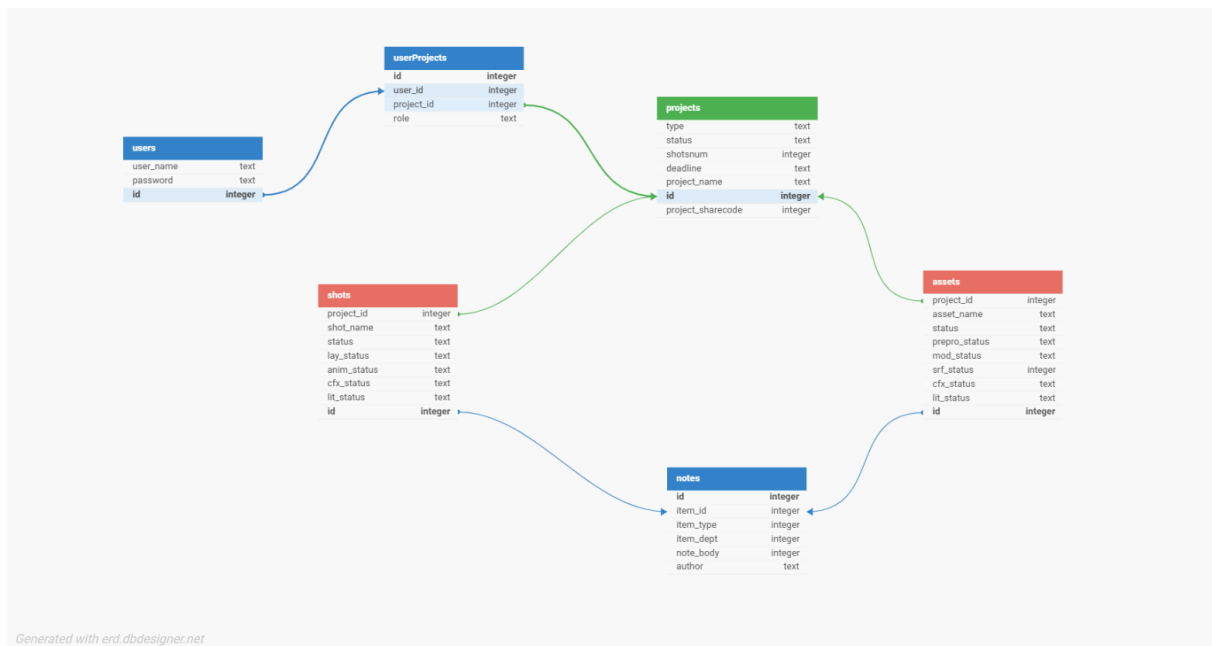 userProjects
id integer
user_id integer
project_id integer
role text
projects
type text
status text
shotsnum integer
deadline text
project_name text
id integer
project_sharecode integer
users
user_name text
password text
id integer
shots
project_id integer
shot_name text
status text
lay_status text
anim_status text
cfx_status text
lit_status text
id integer
assets
project_id integer
asset_name text
status text
prepro_status text
mod_status text
srf_status integer
cfx_status text
lit_status text
id integer
notes
id integer
item_id integer
item_type integer
item_dept integer
note_body integer
author text
Generated with erd.dbdesigner.net